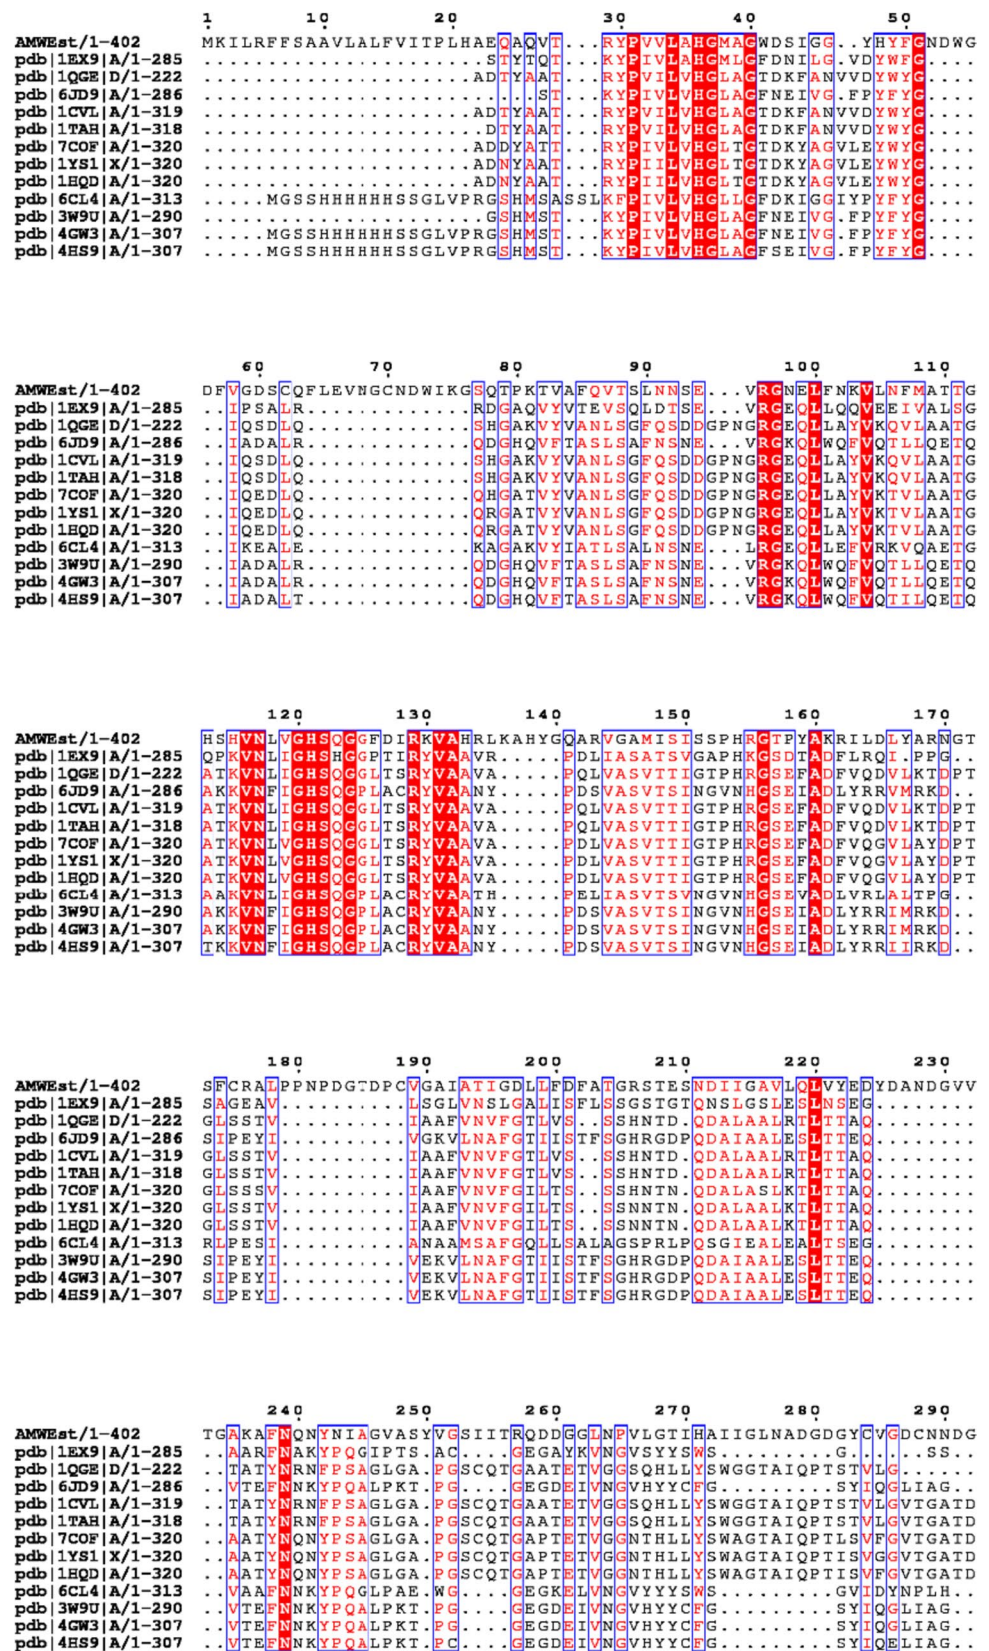 1 10 20 30 40 50
AMWEst/1-402 MKILRFFSAAVLALFVITPLHAEQAQVT...RYPVVLAHGMAGWDSIGG..YHYFGNDWG
pdb|1EX9|A/1-285 ......................STYTQT...KYPIVLAHGMLGFDNIL.GVDYWFG....
pdb|1QGE|D/1-222 .....................ADTYAAT...RYPVILVHGLAGTDKFANVVDYWYG....
pdb|6JD9|A/1-286 ..........................ST...KYPIVLVHGLAGFNEIVG.FPYFYG....
pdb|1CVL|A/1-319 .....................ADTYAAT...RYPVILVHGLAGTDKFANVVDYWYG....
pdb|1TAH|A/1-318 ......................DTYAAT...RYPVILVHGLAGTDKFANVVDYWYG....
pdb|7COF|A/1-320 .....................ADDYATT...RYPIILVHGLTGTDKYAGVLEYWYG....
pdb|1YS1|X/1-320 .....................ADNYAAT...RYPIILVHGLTGTDKYAGVLEYWYG....
pdb|1HQD|A/1-320 .....................ADNYAAT...RYPIILVHGLTGTDKYAGVLEYWYG....
pdb|6CL4|A/1-313 .....MGSSHHHHHHSSGLVPRGSHMSASSLKFPIVLVHGLLGFDKIGGIYPYFYG....
pdb|3W9U|A/1-290 ......................GSHMST...KYPIVLVHGLAGFNEIVG.FPYFYG....
pdb|4GW3|A/1-307 .....MGSSHHHHHHSSGLVPRGSHMST...KYPIVLVHGLAGFNEIVG.FPYFYG....
pdb|4HS9|A/1-307 .....MGSSHHHHHHSSGLVPRGSHMST...KYPIVLVHGLAGFSEIVG.FPYFYG....
60 70 80 90 100 110
AMWEst/1-402 DFVGDSCQFLEVNGCNDWIKGSQTPKTVAFQVTSLNNSE...VRGNELFNKVLNFMATTG
pdb|1EX9|A/1-285 ..IPSALR.............RDGAQVYVTEVSQLDTSE...VRGEQLLQQVEEIVALSG
pdb|1QGE|D/1-222 ..IQSDLQ.............SHGAKVYVANLSGFQSDDGPNGRGEQLLAYVKQVLAATG
pdb|6JD9|A/1-286 ..IADALR.............QDGHQVFTASLSAFNSNE...VRGKQLWQFVQTLLQETQ
pdb|1CVL|A/1-319 ..IQSDLQ.............SHGAKVYVANLSGFQSDDGPNGRGEQLLAYVKQVLAATG
pdb|1TAH|A/1-318 ..IQSDLQ.............SHGAKVYVANLSGFQSDDGPNGRGEQLLAYVKQVLAATG
pdb|7COF|A/1-320 ..IQEDLQ.............QHGATVYVANLSGFQSDDGPNGRGEQLLAYVKTVLAATG
pdb|1YS1|X/1-320 ..IQEDLQ.............QRGATVYVANLSGFQSDDGPNGRGEQLLAYVKTVLAATG
pdb|1HQD|A/1-320 ..IQEDLQ.............QRGATVYVANLSGFQSDDGPNGRGEQLLAYVKTVLAATG
pdb|6CL4|A/1-313 ..IKEALE.............KAGAKVYIATLSALNSNE...LRGEQLLEFVRKVQAETG
pdb|3W9U|A/1-290 ..IADALR.............QDGHQVFTASLSAFNSNE...VRGKQLWQFVQTLLQETQ
pdb|4GW3|A/1-307 ..IADALR.............QDGHQVFTASLSAFNSNE...VRGKQLWQFVQTLLQETQ
pdb|4HS9|A/1-307 ..IADALT.............QDGHQVFTASLSAFNSNE...VRGKQLWQFVQTILQETQ
120 130 140 150 160 170
AMWEst/1-402 HSHVNLVGHSQGGFDIRKVAHRLKAHYGQARVGAMISISSPHRGTPYAKRILDLYARNGT
pdb|1EX9|A/1-285 QPKVNLIGHSHGGPTIRYVAAVR.....PDLIASATSVGAPHKGSDTADFLRQI.PPG..
pdb|1QGE|D/1-222 ATKVNLIGHSQGGLTSRYVAAVA.....PQLVASVTTIGTPHRGSEFADFVQDVLKTDPT
pdb|6JD9|A/1-286 AKKVNFIGHSQGPLACRYVAANY.....PDSVASVTSINGVNHGSEIADLYRRVMRKD..
pdb|1CVL|A/1-319 ATKVNLIGHSQGGLTSRYVAAVA.....PQLVASVTTIGTPHRGSEFADFVQDVLKTDPT
pdb|1TAH|A/1-318 ATKVNLIGHSQGGLTSRYVAAVA.....PQLVASVTTIGTPHRGSEFADFVQDVLKTDPT
pdb|7COF|A/1-320 ATKVNLVGHSQGGLTSRYVAAVA.....PDLVASVTTIGTPHRGSEFADFVQGVLAYDPT
pdb|1YS1|X/1-320 ATKVNLVGHSQGGLTSRYVAAVA.....PDLVASVTTIGTPHRGSEFADFVQGVLAYDPT
pdb|1HQD|A/1-320 ATKVNLVGHSQGGLTSRYVAAVA.....PDLVASVTTIGTPHRGSEFADFVQGVLAYDPT
pdb|6CL4|A/1-313 AAKVNFIGHSQGPLACRYVAATH.....PELIASVTSVNGVNHGSEVADLVRLALTPG..
pdb|3W9U|A/1-290 AKKVNFIGHSQGPLACRYVAANY.....PDSVASVTSINGVNHGSEIADLYRRIMRKD..
pdb|4GW3|A/1-307 AKKVNFIGHSQGPLACRYVAANY.....PDSVASVTSINGVNHGSEIADLYRRIMRKD..
pdb|4HS9|A/1-307 TKKVNFIGHSQGPLACRYVAANY.....PDSVASVTSINGVNHGSEIADLYRRIIRKD..
180 190 200 210 220 230
AMWEst/1-402 SFCRALPPNPDGTDPCVGAIATIGDLLFDFATGRSTESNDIIGAVLQLVYEDYDANDGVV
pdb|1EX9|A/1-285 SAGEAV..........LSGLVNSLGALISFLSSGSTGTQNSLGSLESLNSEG........
pdb|1QGE|D/1-222 GLSSTV..........IAAFVNVFGTLVS..SSHNTD.QDALAALRTLTTAQ........
pdb|6JD9|A/1-286 SIPEYI..........VGKVLNAFGTIISTFSGHRGDPQDAIAALESLTTEQ........
pdb|1CVL|A/1-319 GLSSTV..........IAAFVNVFGTLVS..SSHNTD.QDALAALRTLTTAQ........
pdb|1TAH|A/1-318 GLSSTV..........IAAFVNVFGTLVS..SSHNTD.QDALAALRTLTTAQ........
pdb|7COF|A/1-320 GLSSSV..........IAAFVNVFGILTS..SSHNTN.QDALASLKTLTTAQ........
pdb|1YS1|X/1-320 GLSSTV..........IAAFVNVFGILTS..SSNNTN.QDALAALKTLTTAQ........
pdb|1HQD|A/1-320 GLSSTV..........IAAFVNVFGILTS..SSNNTN.QDALAALKTLTTAQ........
pdb|6CL4|A/1-313 RLPESI..........ANAAMSAFGQLLSALAGSPRLPQSGIEALEALTSEG........
pdb|3W9U|A/1-290 SIPEYI..........VEKVLNAFGTIISTFSGHRGDPQDAIAALESLTTEQ........
pdb|4GW3|A/1-307 SIPEYI..........VEKVLNAFGTIISTFSGHRGDPQDAIAALESLTTEQ........
pdb|4HS9|A/1-307 SIPEYI..........VEKVLNAFGTIISTFSGHRGDPQDAIAALESLTTEQ........
240 250 260 270 280 290
AMWEst/1-402 TGAKAFNQNYNIAGVASYVGSIITRQDDGGLNPVLGTIHAIIGLNADGDGYCVGDCNNDG
pdb|1EX9|A/1-285 ..AARFNAKYPQGIPTS.AC....GEGAYKVNGVSYYSWS..........G....SS...
pdb|1QGE|D/1-222 ..TATYNRNFPSAGLGA.PGSCQTGAATETVGGSQHLLYSWGGTAIQPTSTVLG......
pdb|6JD9|A/1-286 ..VTEFNNKYPQALPKT.PG....GEGDEIVNGVHYYCFG.........SYIQGLIAG..
pdb|1CVL|A/1-319 ..TATYNRNFPSAGLGA.PGSCQTGAATETVGGSQHLLYSWGGTAIQPTSTVLGVTGATD
pdb|1TAH|A/1-318 ..TATYNRNFPSAGLGA.PGSCQTGAATETVGGSQHLLYSWGGTAIQPTSTVLGVTGATD
pdb|7COF|A/1-320 ..AATYNQNYPSAGLGA.PGSCQTGAPTETVGGNTHLLYSWAGTAIQPTLSVFGVTGATD
pdb|1YS1|X/1-320 ..AATYNQNYPSAGLGA.PGSCQTGAPTETVGGNTHLLYSWAGTAIQPTISVGGVTGATD
pdb|1HQD|A/1-320 ..AATYNQNYPSAGLGA.PGSCQTGAPTETVGGNTHLLYSWAGTAIQPTISVGGVTGATD
pdb|6CL4|A/1-313 ..VAAFNNKYPQGLPAE.WG....GEGKELVNGVYYYSWS.........GVIDYNPLH..
pdb|3W9U|A/1-290 ..VTEFNNKYPQALPKT.PG....GEGDEIVNGVHYYCFG.........SYIQGLIAG..
pdb|4GW3|A/1-307 ..VTEFNNKYPQALPKT.PG....GEGDEIVNGVHYYCFG.........SYIQGLIAG..
pdb|4HS9|A/1-307 ..VTEFNNKYPQALPKT.PC....GEGDEIVNGVHYYCFG.........SYIQELIAG..